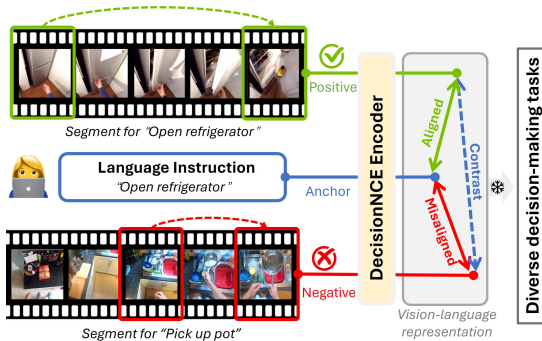 Positive
Segment for “Open refrigerator”
Language Instruction
“Open refrigerator”
Anchor
Negative
Segment for “Pick up pot”
DecisionNCE Encoder
Aligned
Misaligned
Contrast
Vision-language
representation
Diverse decision-making tasks